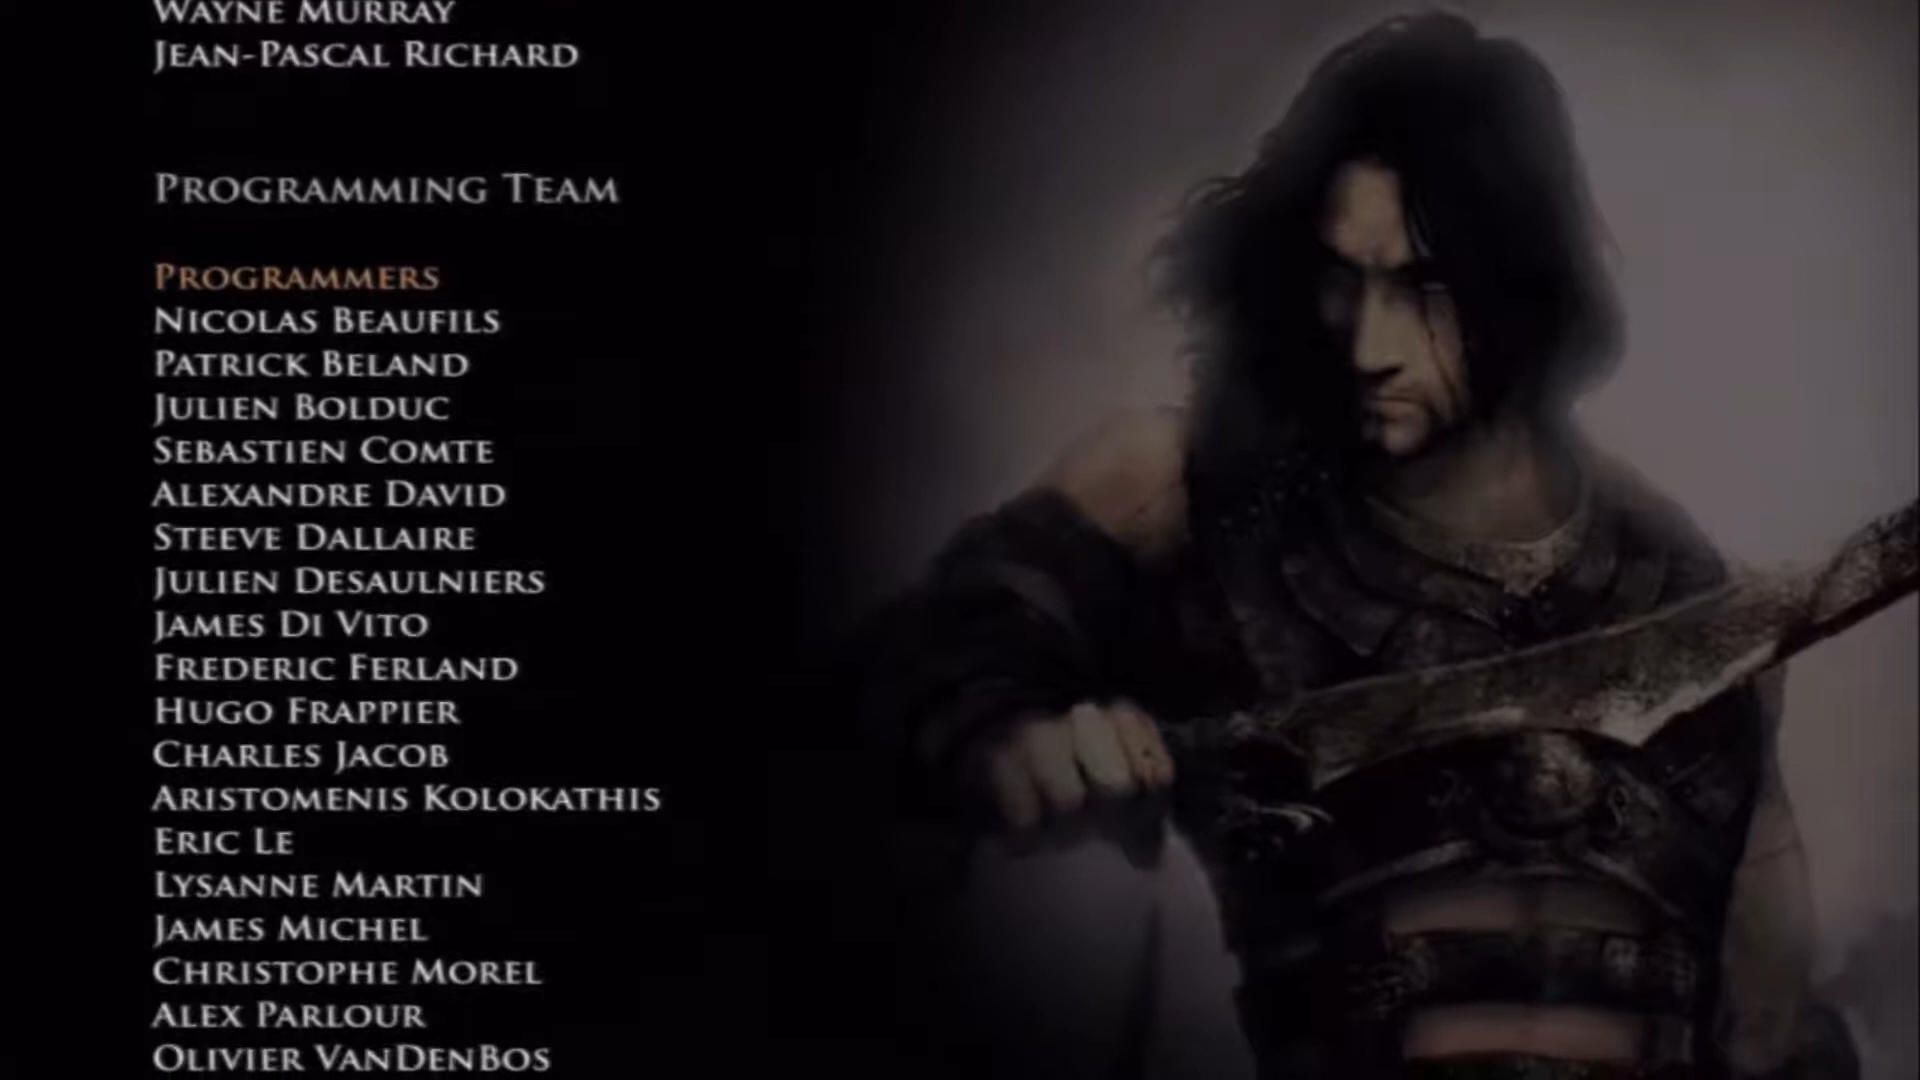 WAYNE MURRAY
JEAN-PASCAL RICHARD
PROGRAMMING TEAM
PROGRAMMERS
NICOLAS BEAUFILS
PATRICK BELAND
JULIEN BOLDUC
SEBASTIEN COMTE
ALEXANDRE DAVID
STEEVE DALLAIRE
JULIEN DESAULNIERS
JAMES DI VITO
FREDERIC FERLAND
HUGO FRAPPIER
CHARLES JACOB
ARISTOMENIS KOLOKATHIS
ERIC LE
LYSANNE MARTIN
JAMES MICHEL
CHRISTOPHE MOREL
ALEX PARLOUR
OLIVIER VANDENBOS